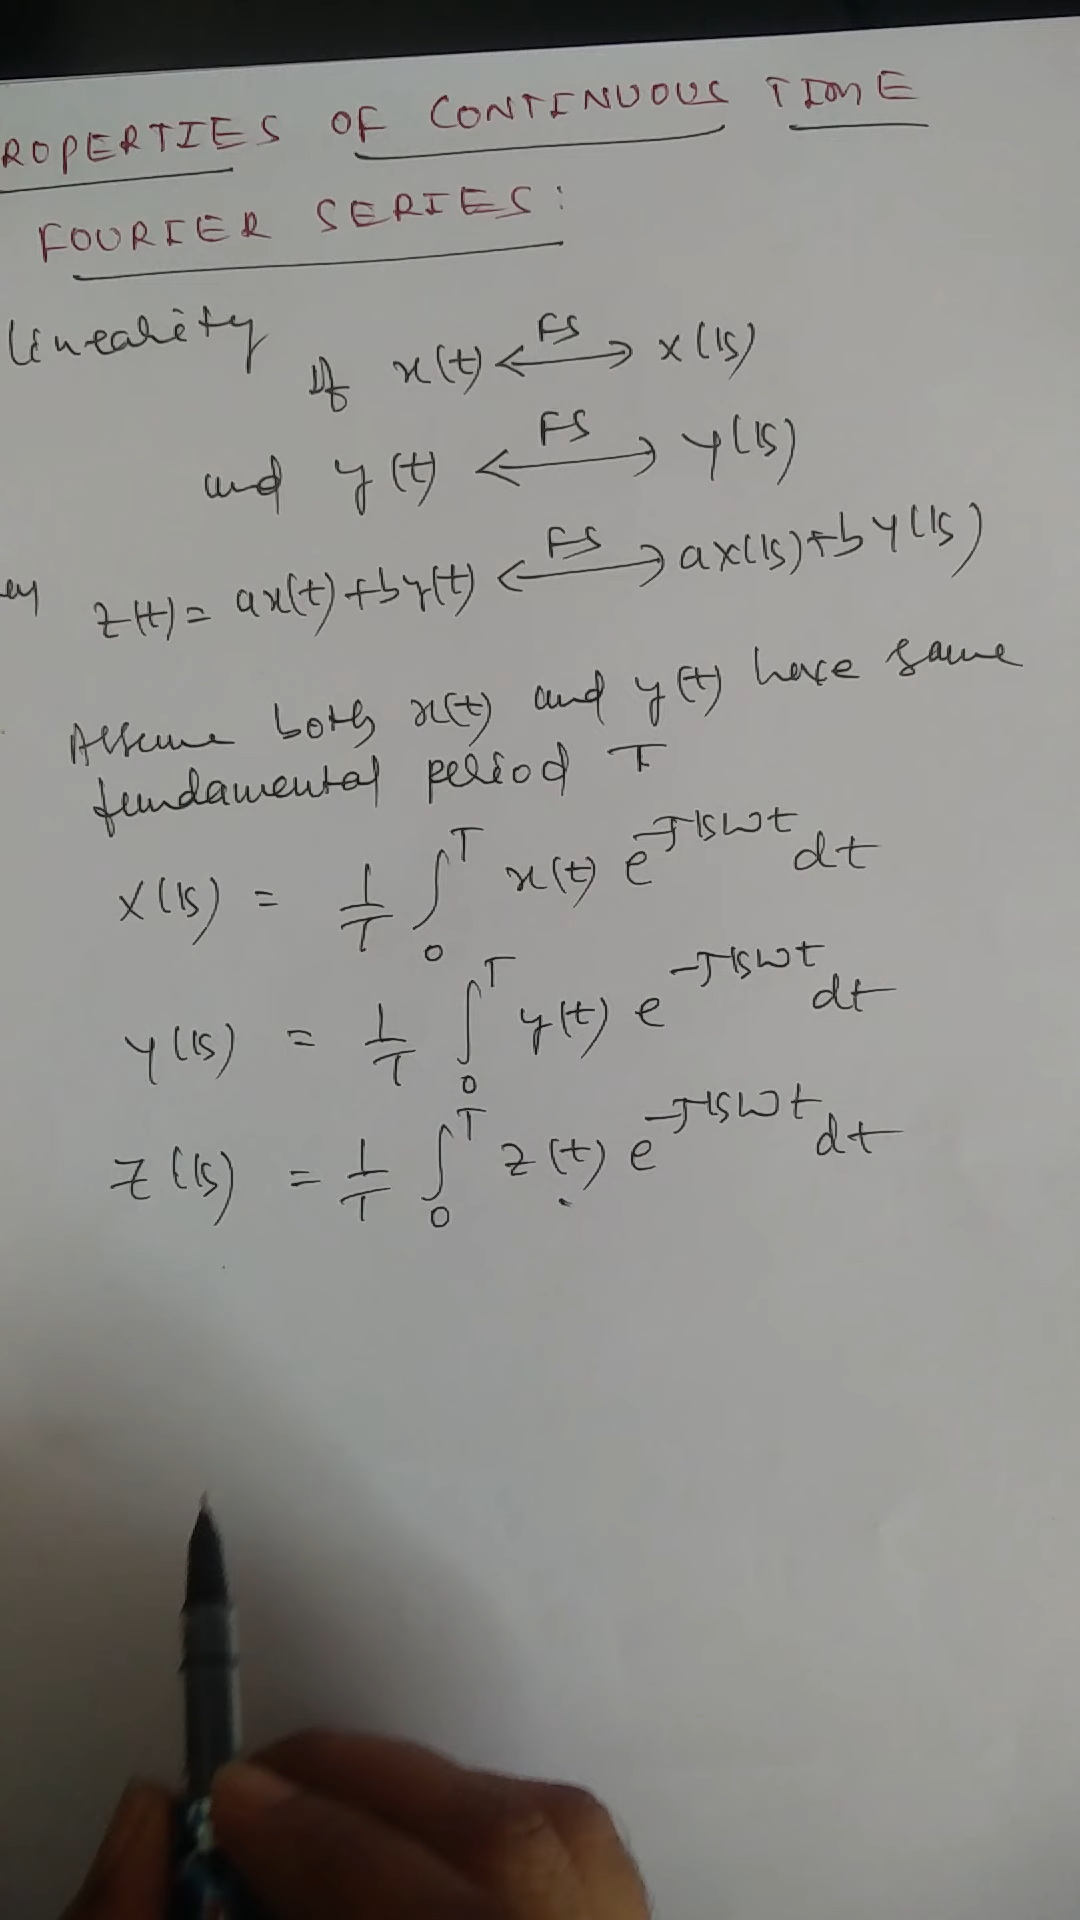 ROPERTIES OF CONTINUOUS TIME
FOURIER SERIES:
linearity
If x(t) <-FS-> X(k)
and y(t) <-FS-> Y(k)
z(t) = ax(t)+by(t) <-FS-> aX(k)+bY(k)
Assume both x(t) and y(t) have same
fundamental period T
X(k) = 1/T ∫₀ᵀ x(t) e^-Jkωt dt
Y(k) = 1/T ∫₀ᵀ y(t) e^-Jkωt dt
Z(k) = 1/T ∫₀ᵀ z(t) e^-Jkωt dt